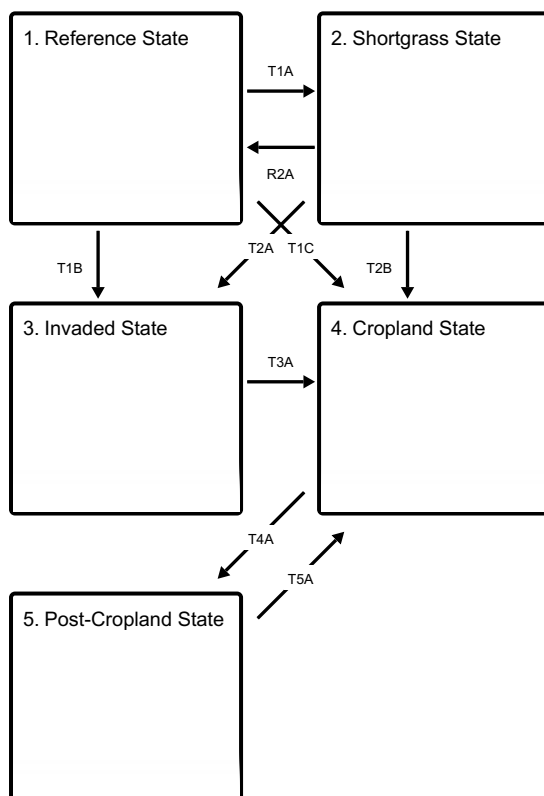 1. Reference State
2. Shortgrass State
T1A
R2A
T2A
T1C
T1B
T2B
3. Invaded State
4. Cropland State
T3A
T4A
T5A
5. Post-Cropland State